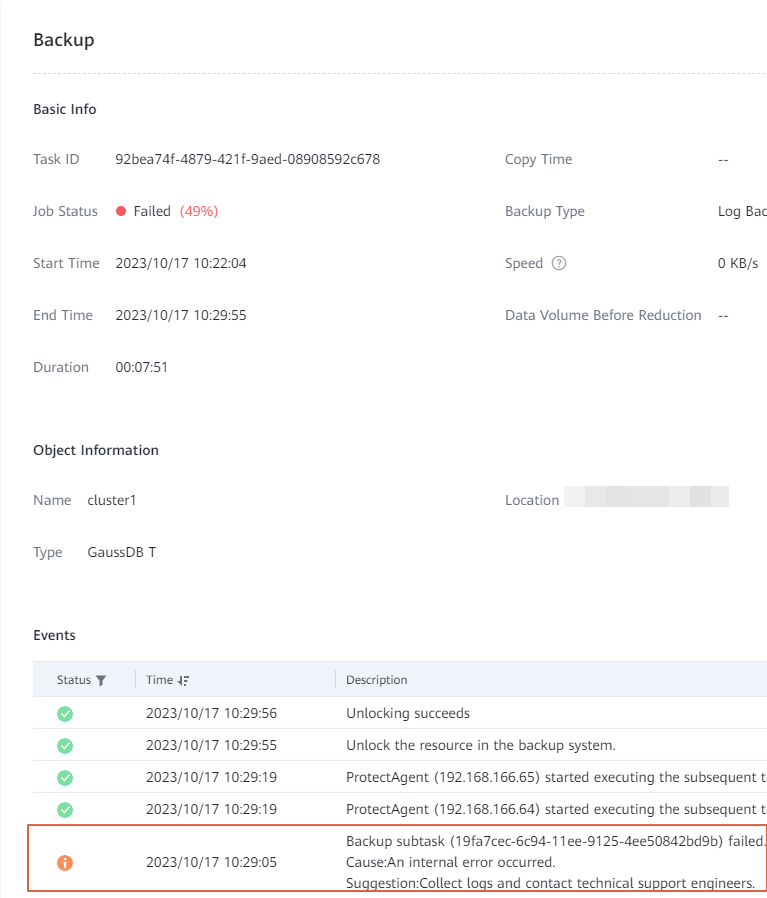 Backup
Basic Info
Task ID 92bea74f-4879-421f-9aed-08908592c678 Copy Time --
Job Status Failed (49%) Backup Type Log Bac
Start Time 2023/10/17 10:22:04 Speed ? 0 KB/s
End Time 2023/10/17 10:29:55 Data Volume Before Reduction --
Duration 00:07:51
Object Information
Name cluster1 Location
Type GaussDB T
Events
Status Time Description
2023/10/17 10:29:56 Unlocking succeeds
2023/10/17 10:29:55 Unlock the resource in the backup system.
2023/10/17 10:29:19 ProtectAgent (192.168.166.65) started executing the subsequent t
2023/10/17 10:29:19 ProtectAgent (192.168.166.64) started executing the subsequent t
2023/10/17 10:29:05 Backup subtask (19fa7cec-6c94-11ee-9125-4ee50842bd9b) failed.
Cause:An internal error occurred.
Suggestion:Collect logs and contact technical support engineers.